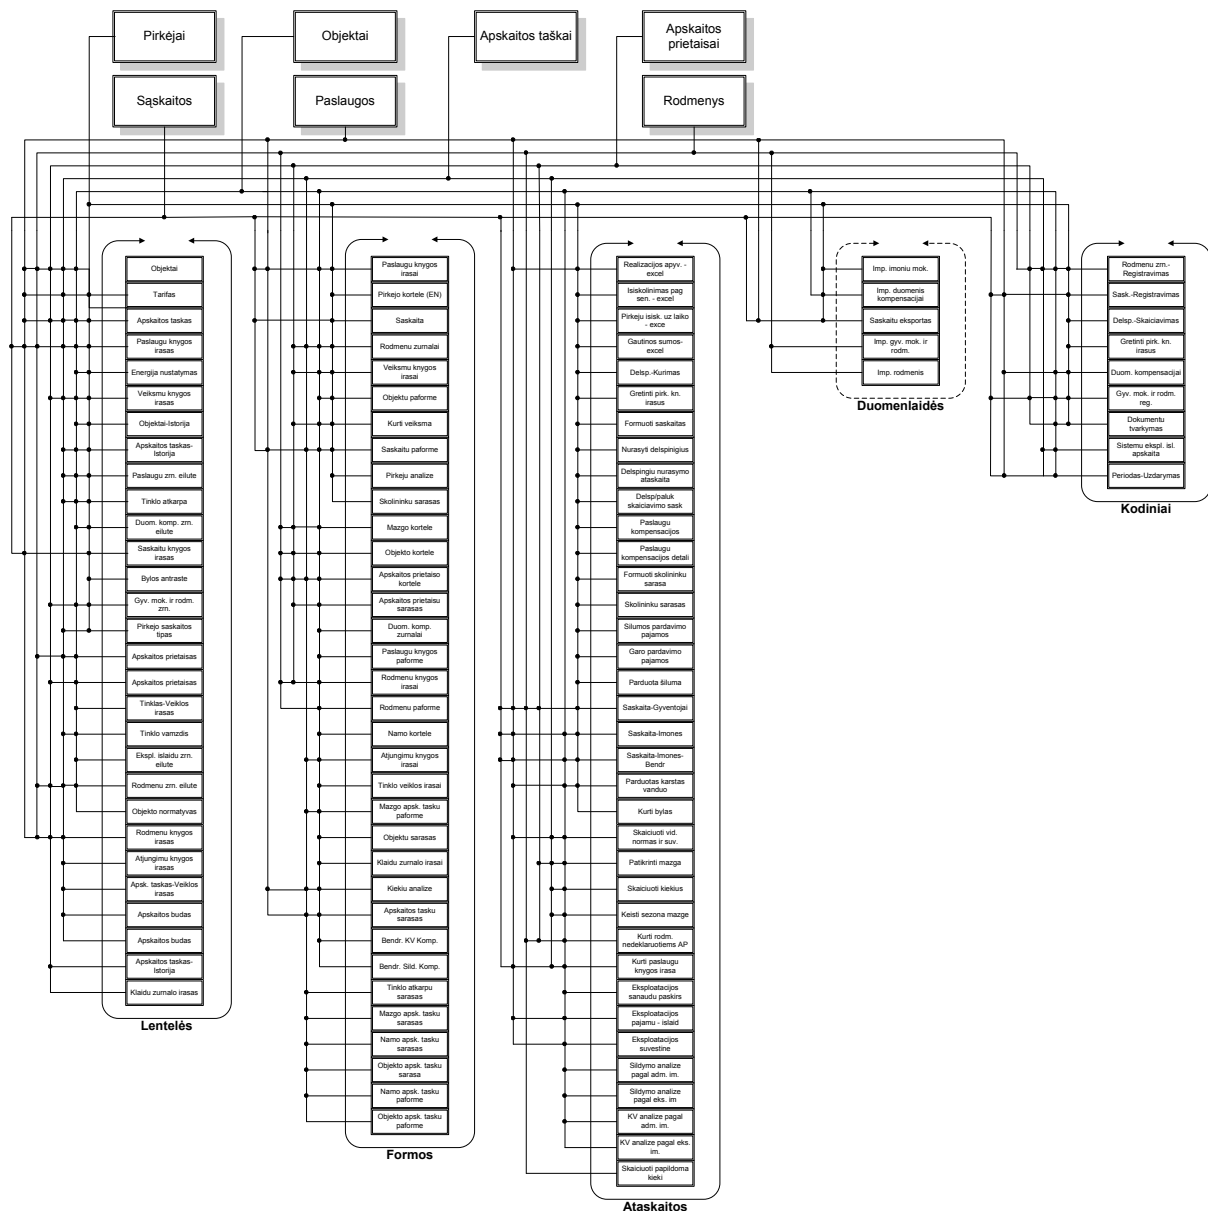 Pirkėjai
Objektai
Apskaitos taškai
Apskaitos
prietaisai
Sąskaitos
Paslaugos
Rodmenys
Objektai
Tarifas
Apskaitos taskas
Paslaugu knygos
irasas
Energija nustatymas
Veiksmu knygos
irasas
Objektai-Istorija
Apskaitos taskas-
Istorija
Paslaugu zrn. eilute
Tinklo atkarpa
Duom. komp. zrn.
eilute
Saskaitu knygos
irasas
Bylos antraste
Gyv. mok. ir rodm.
zrn.
Pirkejo saskaitos
tipas
Apskaitos prietaisas
Apskaitos prietaisas
Tinklas-Veiklos
irasas
Tinklo vamzdis
Ekspl. islaidu zrn.
eilute
Rodmenu zrn. eilute
Objekto normatyvas
Rodmenu knygos
irasas
Atjungimu knygos
irasas
Apsk. taskas-Veiklos
irasas
Apskaitos budas
Apskaitos budas
Apskaitos taskas-
Istorija
Klaidu zurnalo irasas
Lentelės
Paslaugu knygos
irasai
Pirkejo kortele (EN)
Saskaita
Rodmenu zurnalai
Veiksmu knygos
irasai
Objektu paforme
Kurti veiksma
Saskaitu paforme
Pirkeju analize
Skolininku sarasas
Mazgo kortele
Objekto kortele
Apskaitos prietaiso
kortele
Apskaitos prietaisu
sarasas
Duom. komp.
zurnalai
Paslaugu knygos
paforme
Rodmenu knygos
irasai
Rodmenu paforme
Namo kortele
Atjungimu knygos
irasai
Tinklo veiklos irasai
Mazgo apsk. tasku
paforme
Objektu sarasas
Klaidu zurnalo irasai
Kiekiu analize
Apskaitos tasku
sarasas
Bendr. KV Komp.
Bendr. Sild. Komp.
Tinklo atkarpu
sarasas
Mazgo apsk. tasku
sarasas
Namo apsk. tasku
sarasas
Objekto apsk. tasku
sarasa
Namo apsk. tasku
paforme
Objekto apsk. tasku
paforme
Formos
Realizacijos apyv. -
excel
Isiskolinimas pag
sen. - excel
Pirkeju isisk. uz laiko
- exce
Gautinos sumos-
excel
Delsp.-Kurimas
Gretinti pirk. kn.
irasus
Formuoti saskaitas
Nurasyti delspinigius
Delspingiu nurasymo
ataskaita
Delsp/paluk
skaiciavimo sask
Paslaugu
kompensacijos
Paslaugu
kompensacijos detali
Formuoti skolininku
sarasa
Skolininku sarasas
Silumos pardavimo
pajamos
Garo pardavimo
pajamos
Parduota šiluma
Saskaita-Gyventojai
Saskaita-Imones
Saskaita-Imones-
Bendr
Parduotas karstas
vanduo
Kurti bylas
Skaiciuoti vid.
normas ir suv.
Patikrinti mazga
Skaiciuoti kiekius
Keisti sezona mazge
Kurti rodm.
nedeklaruotiems AP
Kurti paslaugu
knygos irasa
Eksploatacijos
sanaudu paskirs
Eksploatacijos
pajamu - islaid
Eksploatacijos
suvestine
Sildymo analize
pagal adm. im.
Sildymo analize
pagal eks. im
KV analize pagal
adm. im.
KV analize pagal eks.
im.
Skaiciuoti papildoma
kieki
Ataskaitos
Imp. imoniu mok.
Imp. duomenis
kompensacijai
Saskaitu eksportas
Imp. gyv. mok. ir
rodm.
Imp. rodmenis
Duomenlaidės
Rodmenu zrn.-
Registravimas
Sask.-Registravimas
Delsp.-Skaiciavimas
Gretinti pirk. kn.
irasus
Duom. kompensacijai
Gyv. mok. ir rodm.
reg.
Dokumentu
tvarkymas
Sistemu ekspl. isl.
apskaita
Periodas-Uzdarymas
Kodiniai